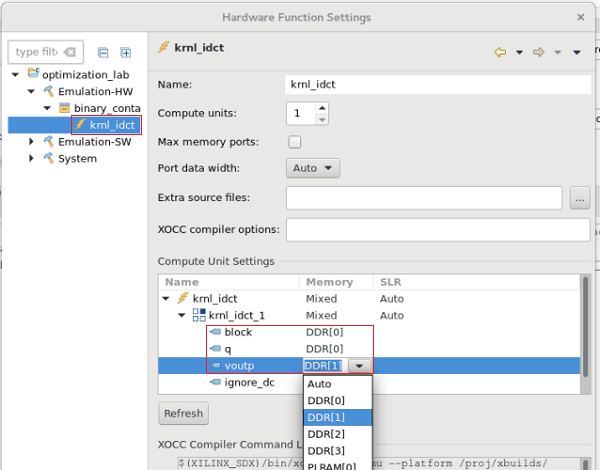 Hardware Function Settings
type filt
optimization_lab
Emulation-HW
binary_conta
krnl_idct
Emulation-SW
System
krnl_idct
Name: krnl_idct
Compute units: 1
Max memory ports:
Port data width: Auto
Extra source files: ...
XOCC compiler options:
Compute Unit Settings
Name Memory SLR
krnl_idct Mixed Auto
krnl_idct_1 Mixed Auto
block DDR[0]
q DDR[0]
voutp DDR[1]
ignore_dc
Auto
DDR[0]
DDR[1]
DDR[2]
DDR[3]
PLRAM[0]
Refresh
XOCC Compiler Command L
$(XILINX_SDX)/bin/xo mu --platform /proj/xbuilds/